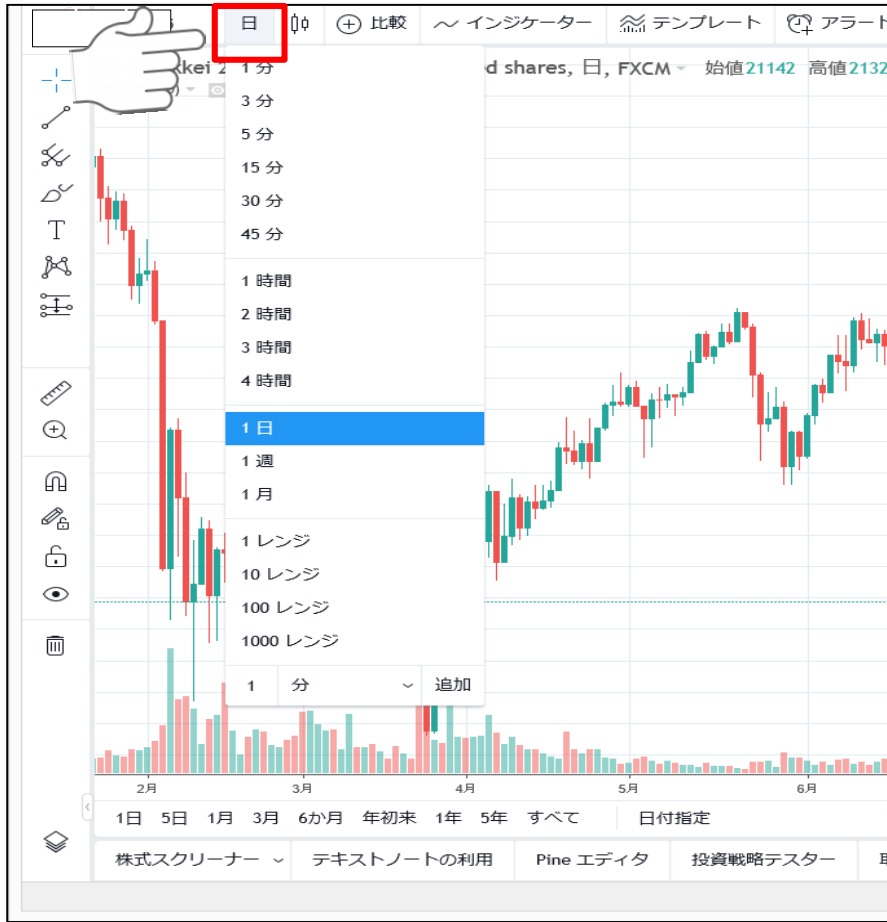 日 比較 インジケーター テンプレート アラート
kkei 2 d shares, 日, FXCM 始値21142 高値2132
1 分
3 分
5 分
15 分
30 分
45 分
1 時間
2 時間
3 時間
4 時間
1 日
1 週
1 月
1 レンジ
10 レンジ
100 レンジ
1000 レンジ
1 分 追加
T
2月 3月 4月 5月 6月
1日 5日 1月 3月 6か月 年初来 1年 5年 すべて 日付指定
株式スクリーナー テキストノートの利用 Pine エディタ 投資戦略テスター